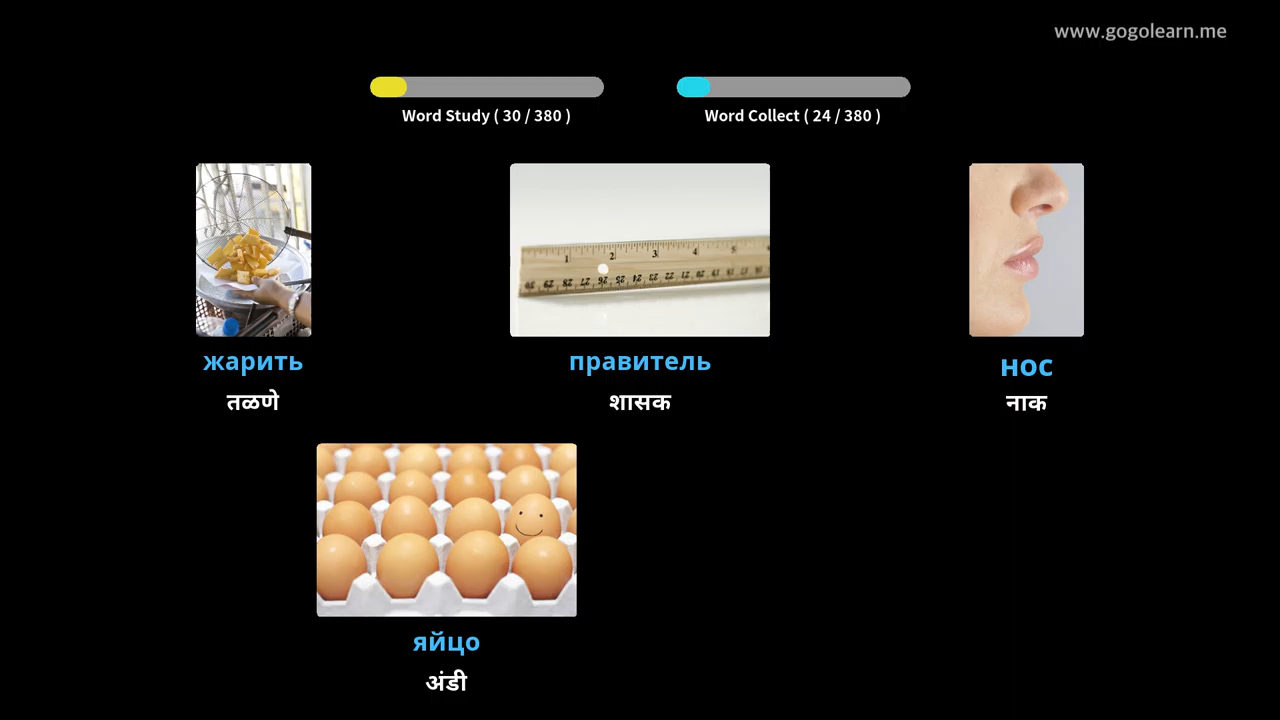 www.gogolearn.me
Word Study ( 30 / 380 )
Word Collect ( 24 / 380 )
жарить
правитель
нос
तळणे
शासक
नाक
яйцо
अंडी